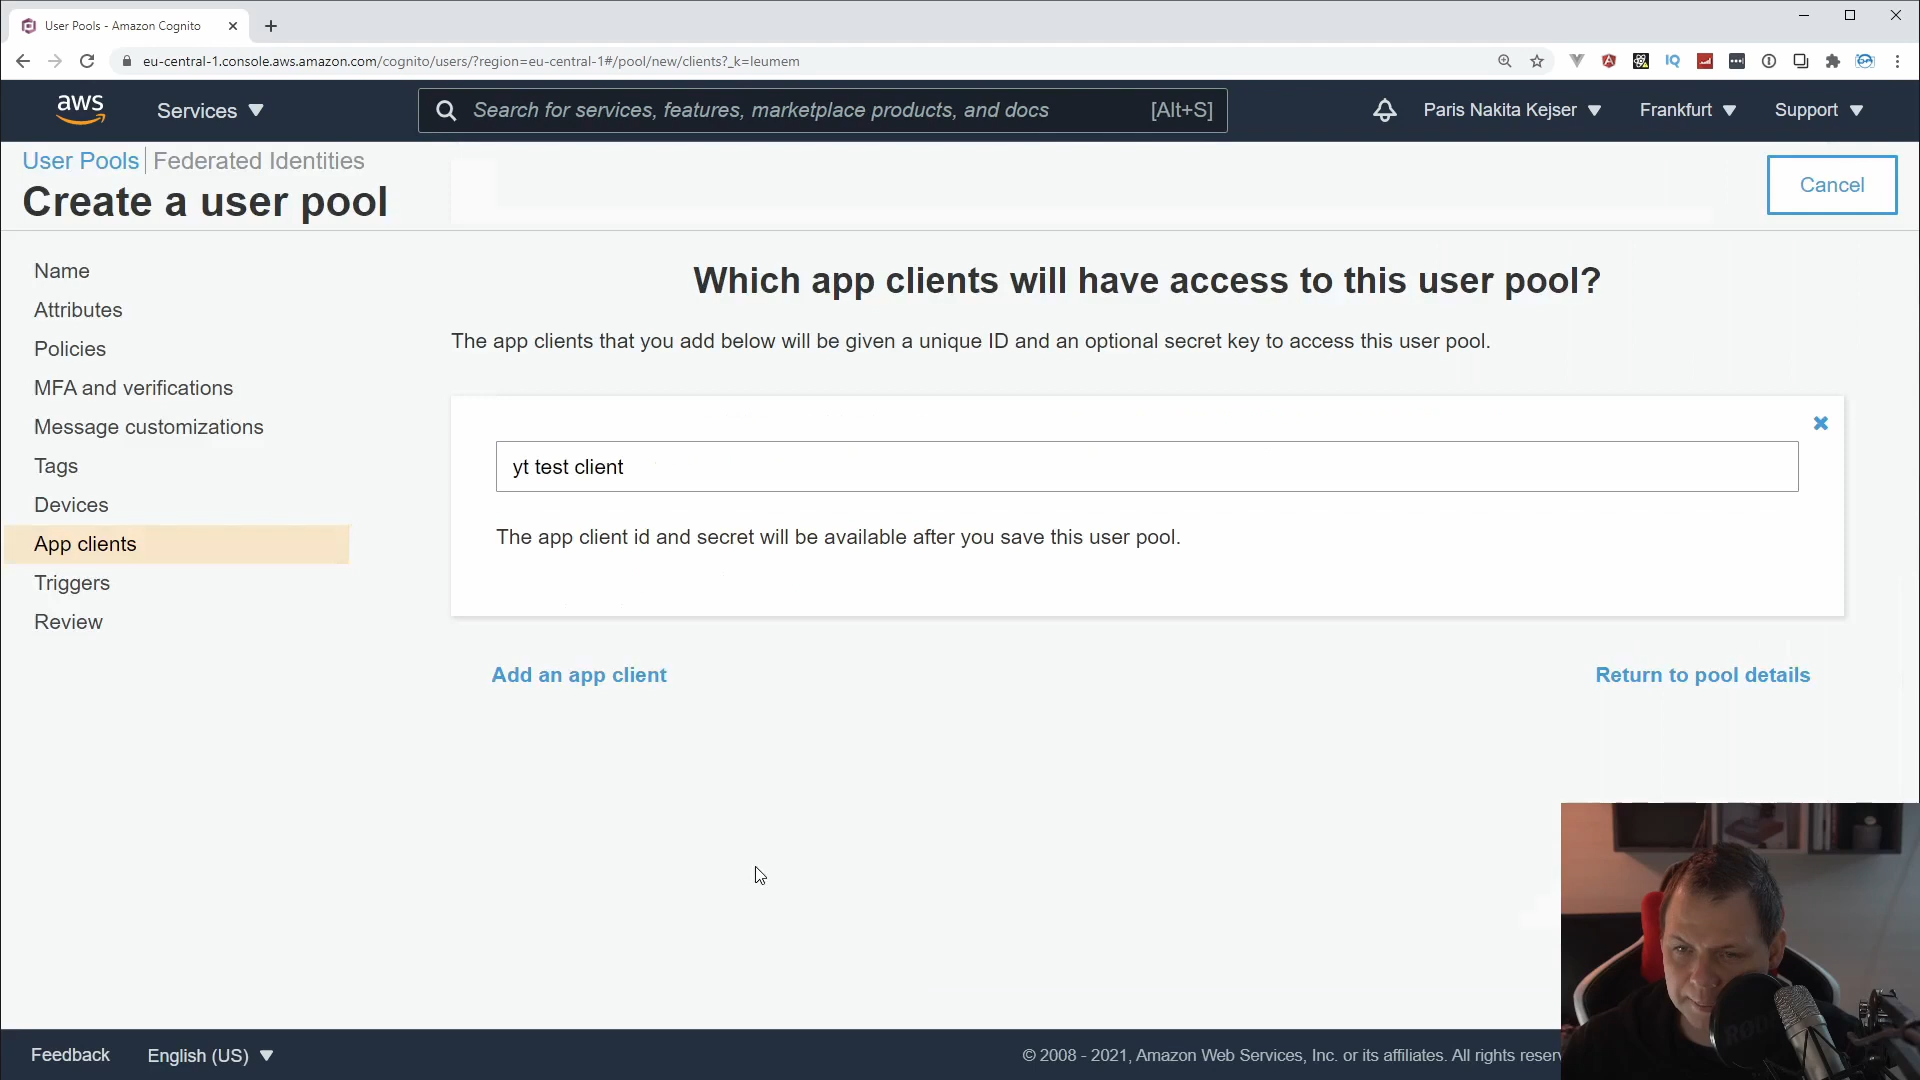 User Pools - Amazon Cognito
eu-central-1.console.aws.amazon.com/cognito/users/?region=eu-central-1#/pool/new/clients?_k=leumem
IQ
aws
Services
Search for services, features, marketplace products, and docs
[Alt+S]
Paris Nakita Kejser
Frankfurt
Support
User Pools
Federated Identities
Create a user pool
Cancel
Name
Attributes
Policies
MFA and verifications
Message customizations
Tags
Devices
App clients
Triggers
Review
Which app clients will have access to this user pool?
The app clients that you add below will be given a unique ID and an optional secret key to access this user pool.
yt test client
The app client id and secret will be available after you save this user pool.
Add an app client
Return to pool details
Feedback
English (US)
© 2008 - 2021, Amazon Web Services, Inc. or its affiliates. All rights